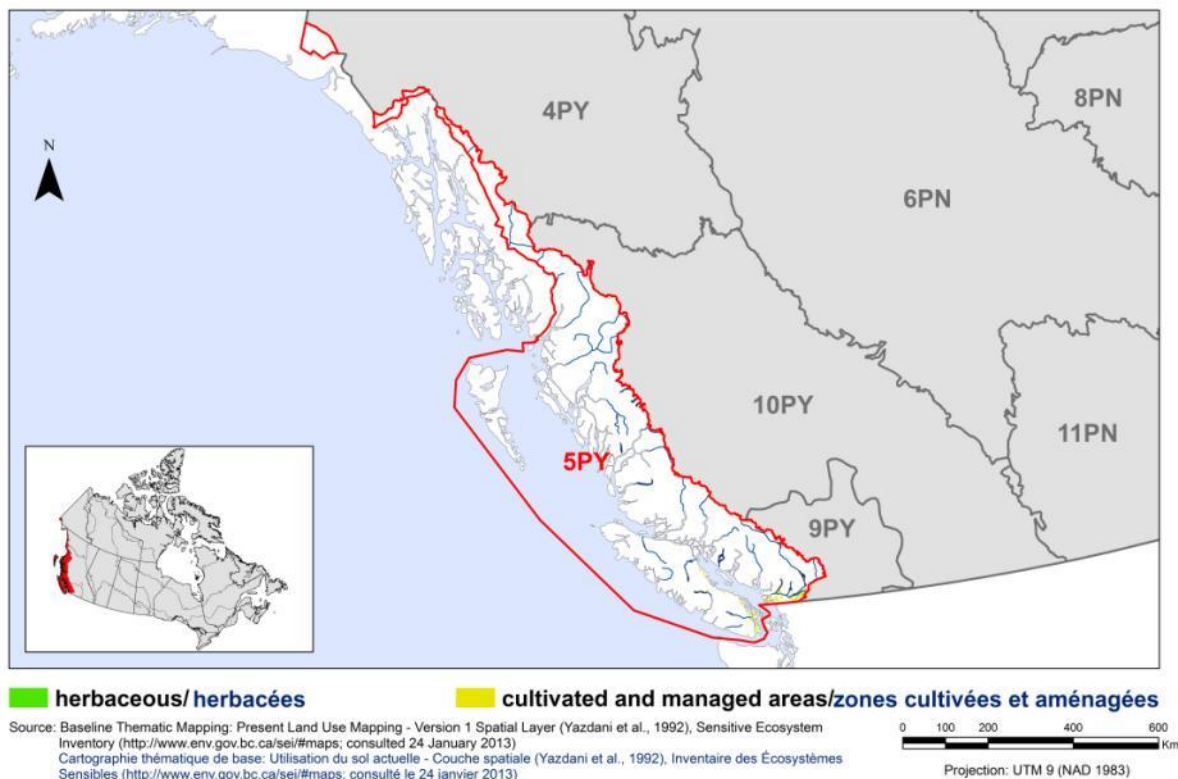 N
4PY
8PN
6PN
10PY
11PN
5PY
9PY
herbaceous/ herbacées
cultivated and managed areas/zones cultivées et aménagées
Source: Baseline Thematic Mapping: Present Land Use Mapping - Version 1 Spatial Layer (Yazdani et al., 1992), Sensitive Ecosystem
Inventory (http://www.env.gov.bc.ca/sei/#maps; consulted 24 January 2013)
Cartographie thématique de base: Utilisation du sol actuelle - Couche spatiale (Yazdani et al., 1992), Inventaire des Écosystèmes
Sensibles (http://www.env.gov.bc.ca/sei/#maps; consulté le 24 janvier 2013)
0 100 200 400 600
Km
Projection: UTM 9 (NAD 1983)